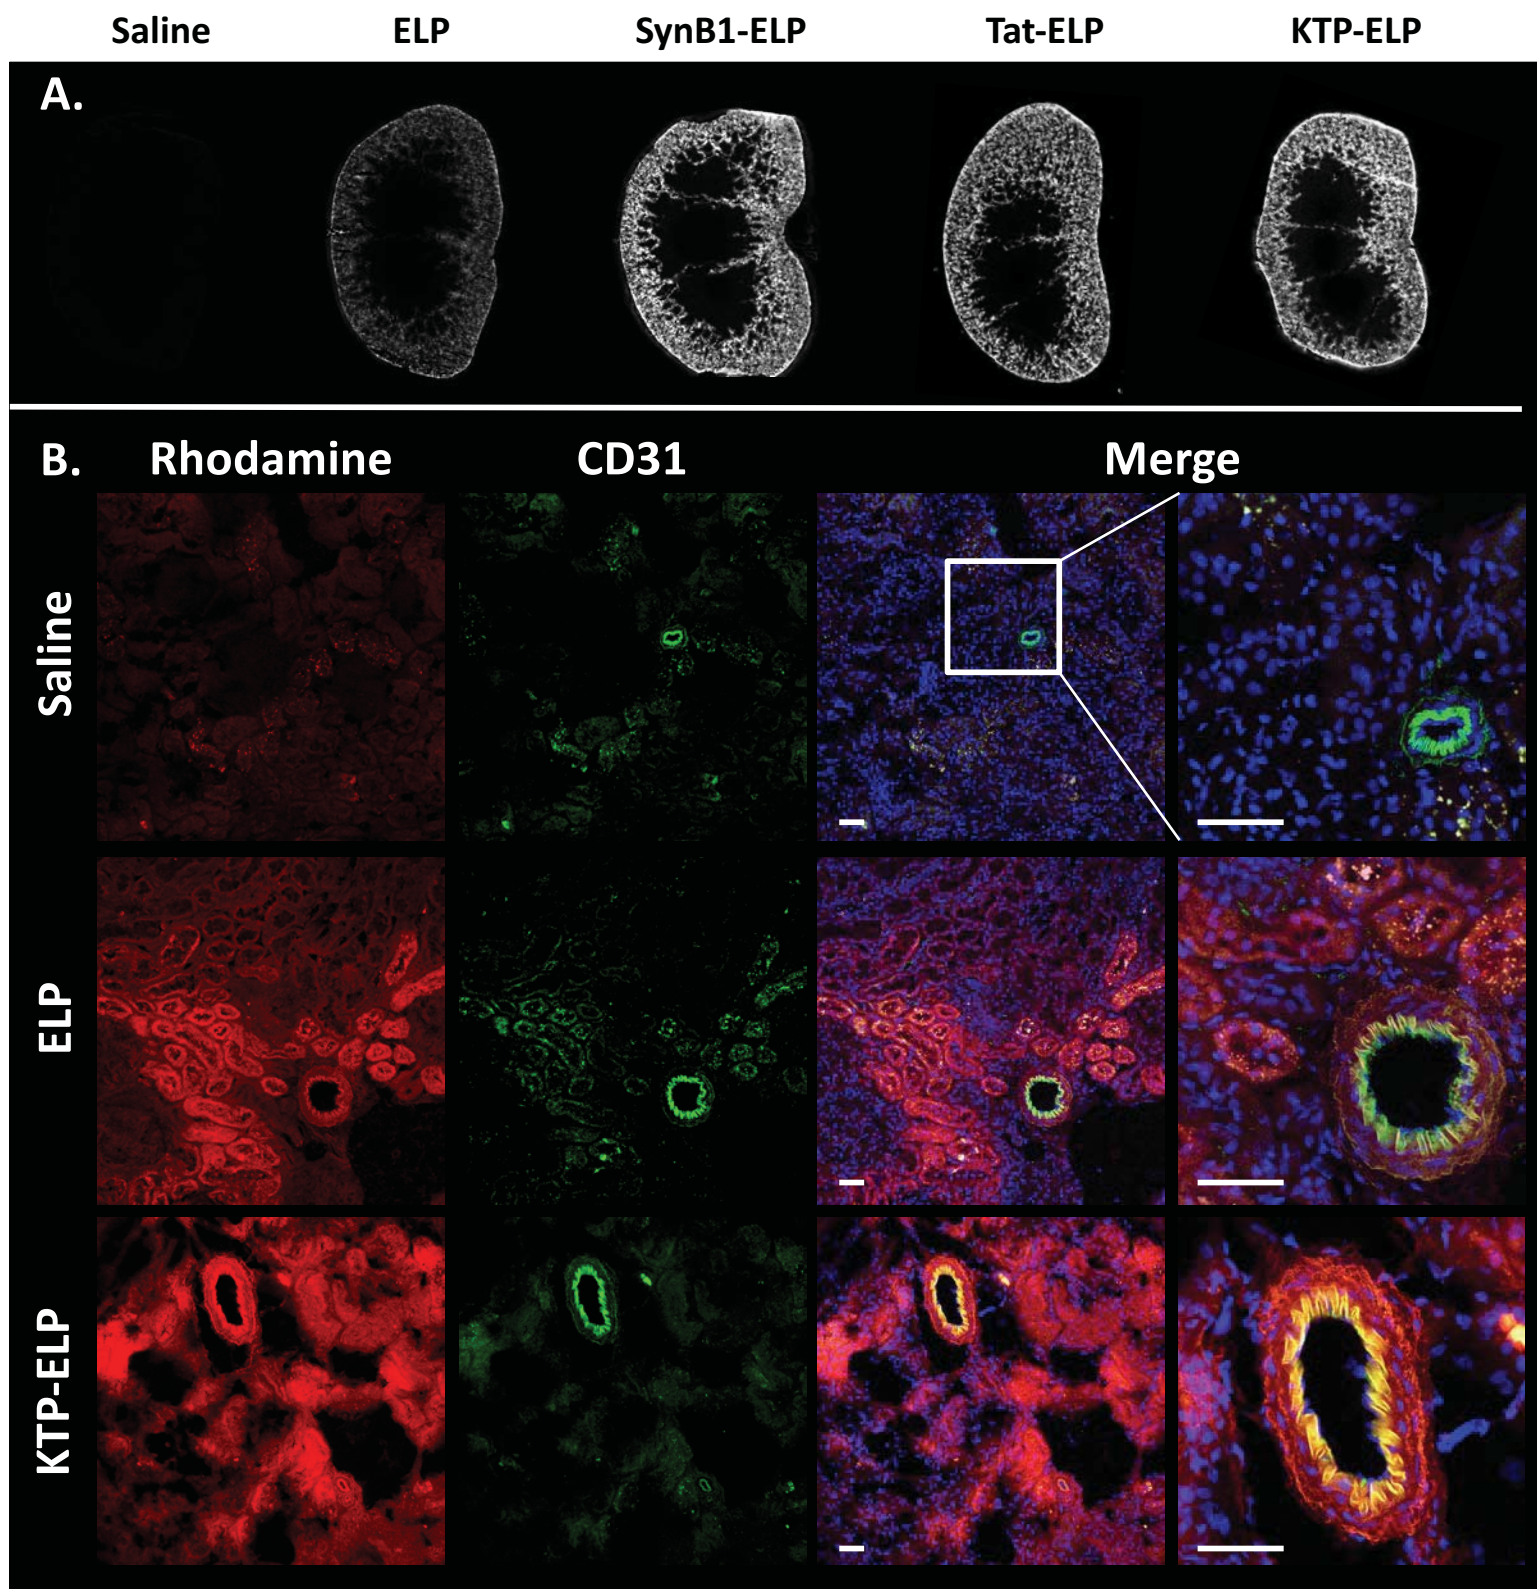 Saline ELP SynB1-ELP Tat-ELP KTP-ELP
A.
B. Rhodamine CD31 Merge
Saline
ELP
KTP-ELP